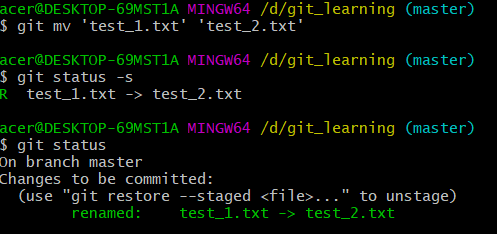 acer@DESKTOP-69MST1A MINGW64 /d/git_learning (master)
$ git mv 'test_1.txt' 'test_2.txt'
acer@DESKTOP-69MST1A MINGW64 /d/git_learning (master)
$ git status -s
R  test_1.txt -> test_2.txt
acer@DESKTOP-69MST1A MINGW64 /d/git_learning (master)
$ git status
On branch master
Changes to be committed:
  (use "git restore --staged <file>..." to unstage)
        renamed:    test_1.txt -> test_2.txt